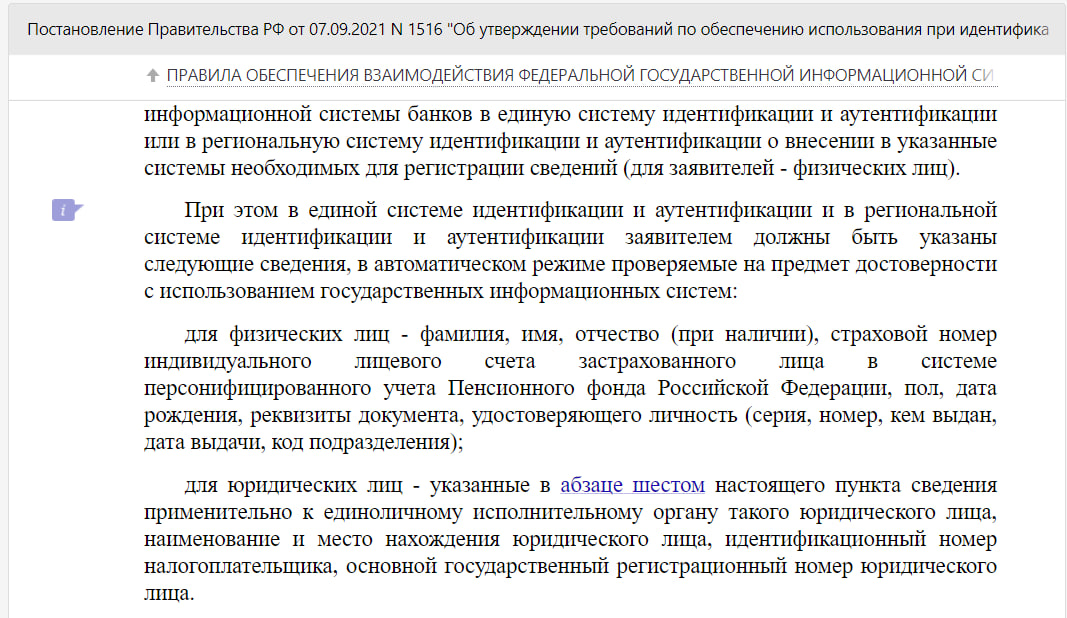 Постановление Правительства РФ от 07.09.2021 N 1516 "Об утверждении требований по обеспечению использования при идентифика
ПРАВИЛА ОБЕСПЕЧЕНИЯ ВЗАИМОДЕЙСТВИЯ ФЕДЕРАЛЬНОЙ ГОСУДАРСТВЕННОЙ ИНФОРМАЦИОННОЙ СИ
информационной системы банков в единую систему идентификации и аутентификации
или в региональную систему идентификации и аутентификации о внесении в указанные
системы необходимых для регистрации сведений (для заявителей - физических лиц).
i
При этом в единой системе идентификации и аутентификации и в региональной
системе идентификации и аутентификации заявителем должны быть указаны
следующие сведения, в автоматическом режиме проверяемые на предмет достоверности
с использованием государственных информационных систем:
для физических лиц - фамилия, имя, отчество (при наличии), страховой номер
индивидуального лицевого счета застрахованного лица в системе
персонифицированного учета Пенсионного фонда Российской Федерации, пол, дата
рождения, реквизиты документа, удостоверяющего личность (серия, номер, кем выдан,
дата выдачи, код подразделения);
для юридических лиц - указанные в абзаце шестом настоящего пункта сведения
применительно к единоличному исполнительному органу такого юридического лица,
наименование и место нахождения юридического лица, идентификационный номер
налогоплательщика, основной государственный регистрационный номер юридического
лица.